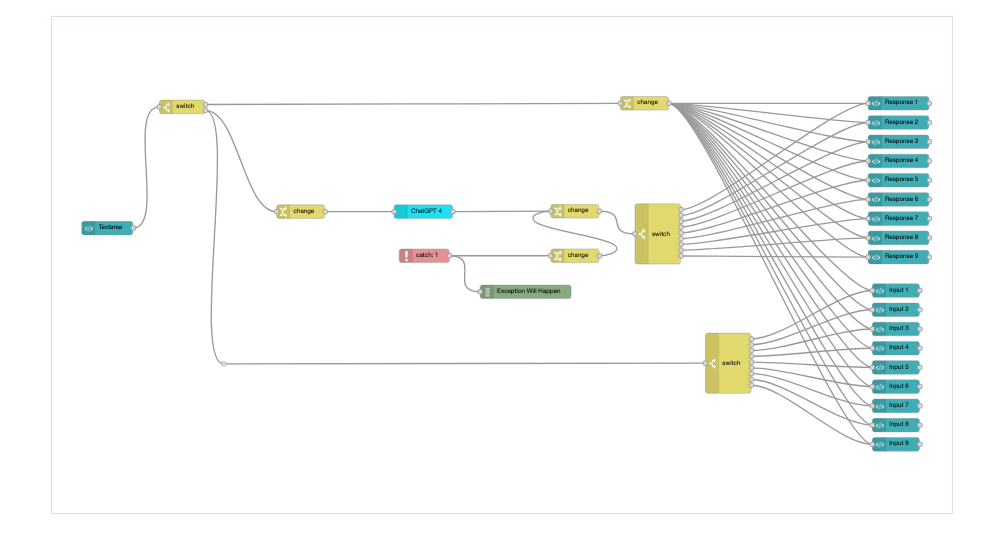 switch
change
Response 1
Response 2
Response 3
Response 4
Response 5
Response 6
Response 7
Response 8
Response 9
change
ChatGPT 4
change
Textarea
switch
catch: 1
change
Exception Will Happen
Input 1
Input 2
Input 3
Input 4
Input 5
Input 6
Input 7
Input 8
Input 9
switch